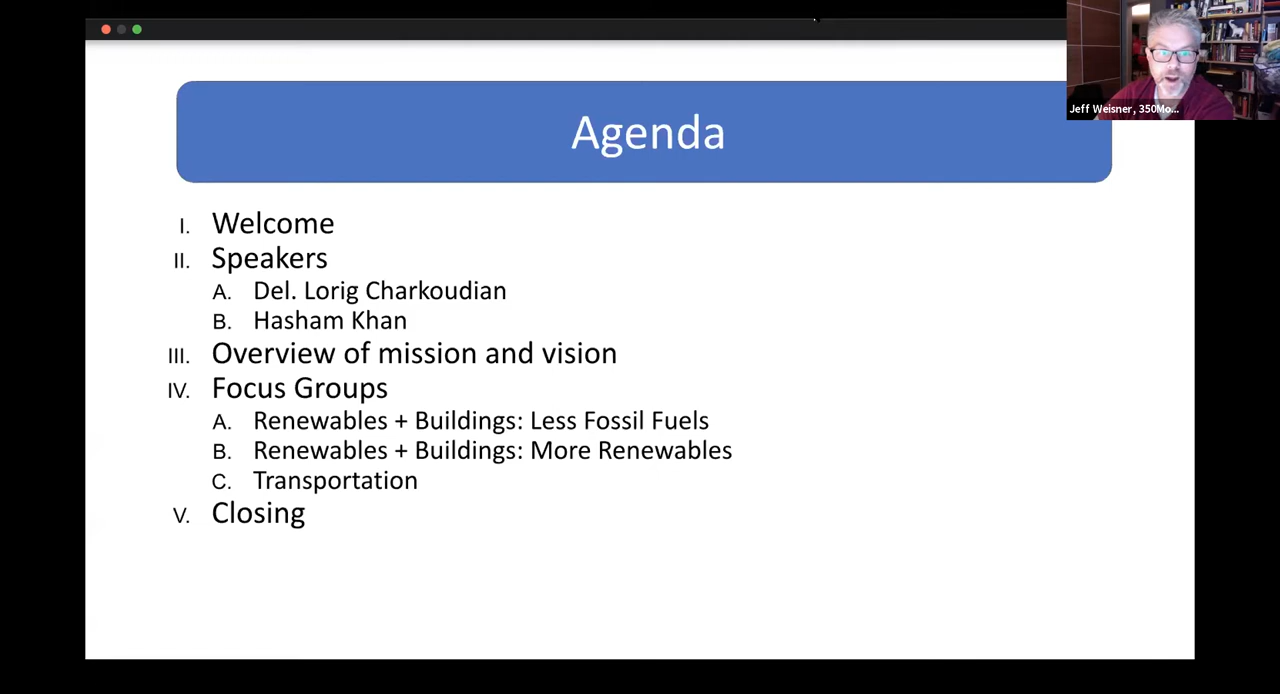 Agenda
Jeff Weisner, 350Mo...
I. Welcome
II. Speakers
A. Del. Lorig Charkoudian
B. Hasham Khan
III. Overview of mission and vision
IV. Focus Groups
A. Renewables + Buildings: Less Fossil Fuels
B. Renewables + Buildings: More Renewables
C. Transportation
V. Closing